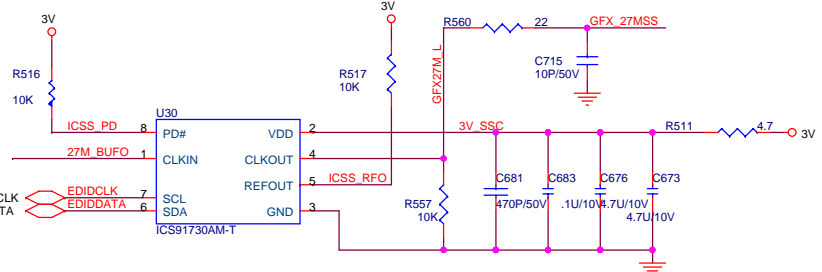 3V
3V
R560
22
GFX_27MSS
GFX27M_L
C715
10P/50V
R516
10K
R517
10K
U30
ICSS_PD
8
PD#
VDD
2
3V_SSC
R511
4.7
3V
27M_BUFO
1
CLKIN
CLKOUT
4
REFOUT
5
ICSS_RFO
CLK
EDIDCLK
7
SCL
TA
EDIDDATA
6
SDA
GND
3
ICS91730AM-T
R557
10K
C681
470P/50V
C683
.1U/10V
C676
4.7U/10V
C673
4.7U/10V